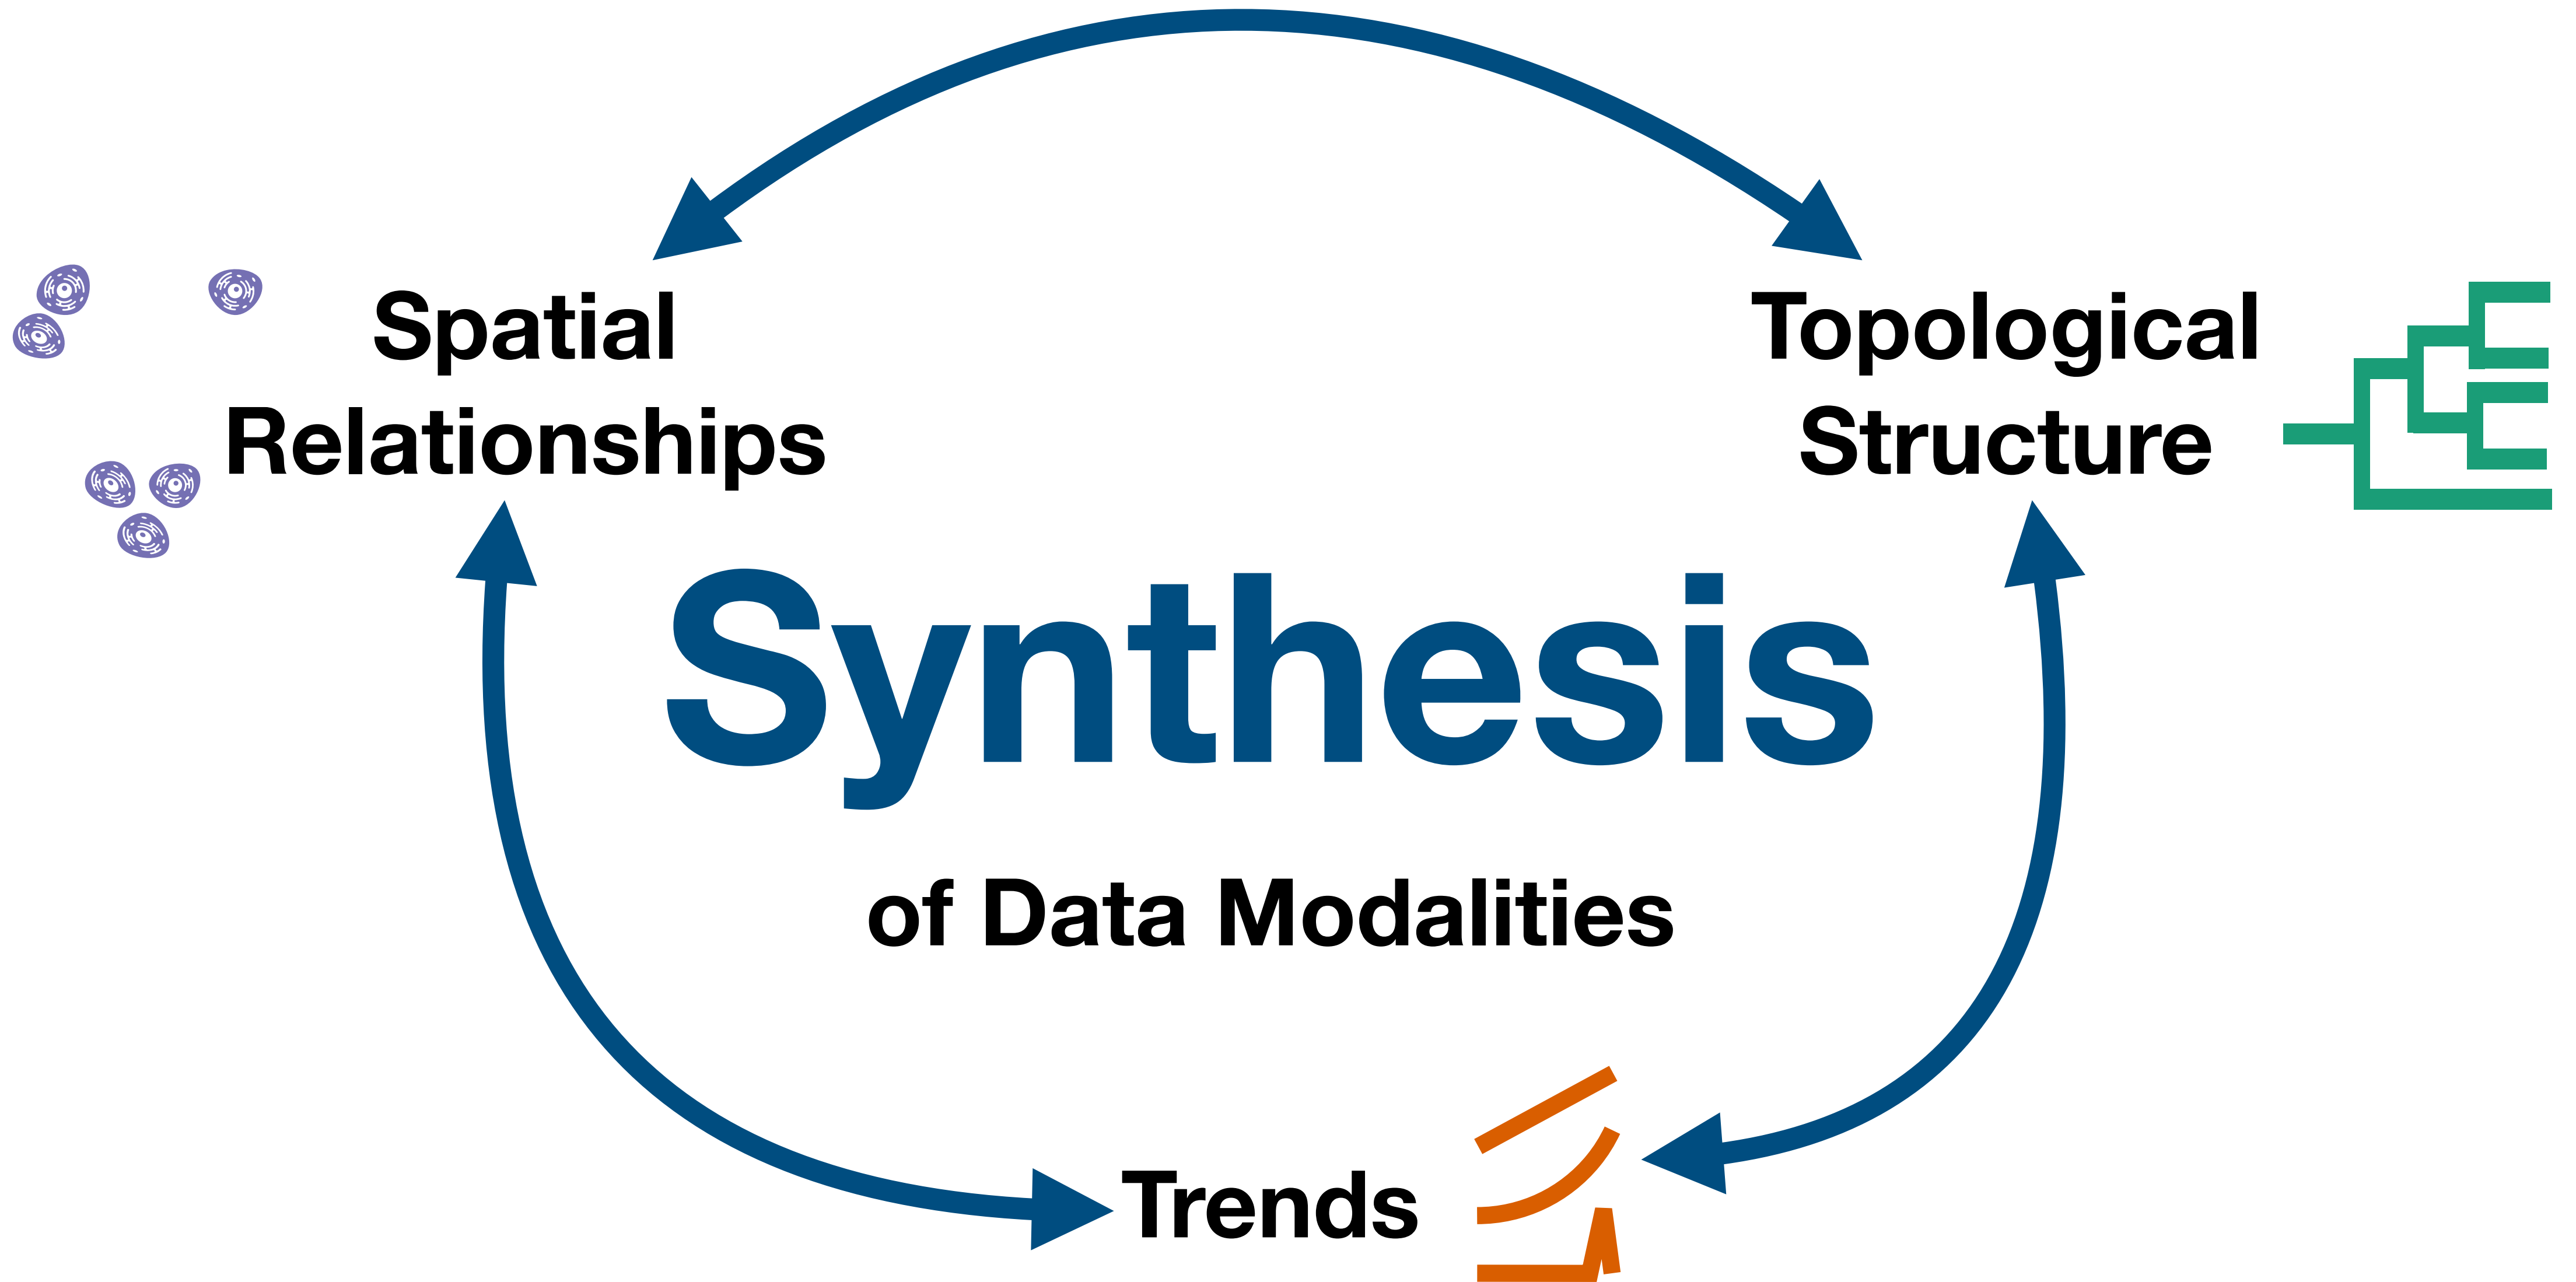 Spatial
Relationships
Topological
Structure
Synthesis
of Data Modalities
Trends